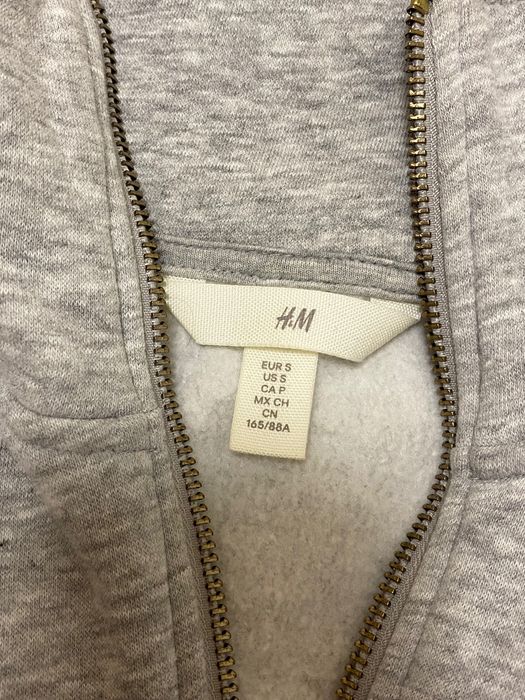 H&M
EUR S
US S
CA P
MX CH
CN
165/88A